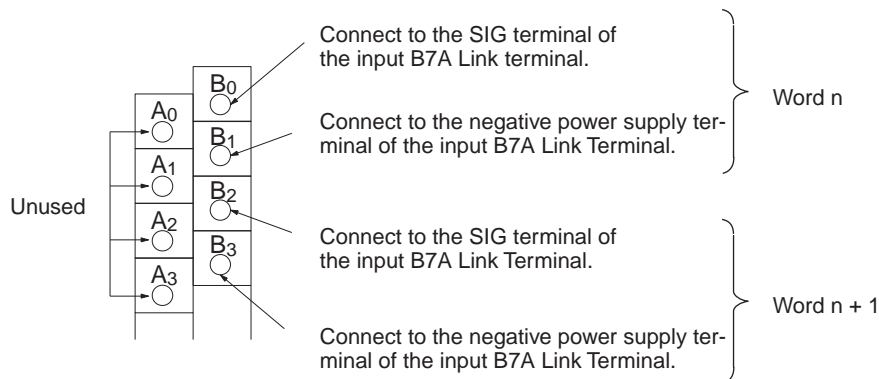 Connect to the SIG terminal of
the input B7A Link terminal.
Word n
Connect to the negative power supply ter-
minal of the input B7A Link Terminal.
B0
A0
B1
A1
B2
A2
B3
A3
Unused
Connect to the SIG terminal of
the input B7A Link Terminal.
Word n + 1
Connect to the negative power supply ter-
minal of the input B7A Link Terminal.